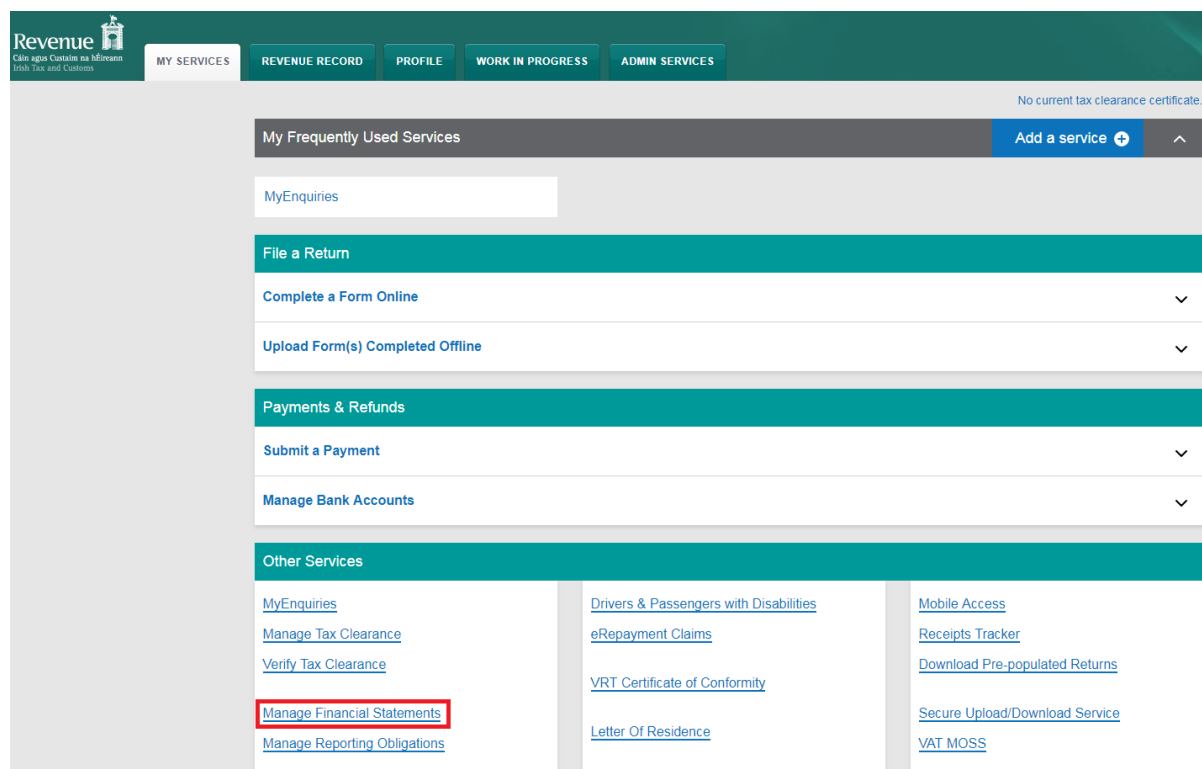 Revenue
Cáin agus Custaim na hÉireann
Irish Tax and Customs
MY SERVICES
REVENUE RECORD
PROFILE
WORK IN PROGRESS
ADMIN SERVICES
No current tax clearance certificate.
My Frequently Used Services
Add a service
MyEnquiries
File a Return
Complete a Form Online
Upload Form(s) Completed Offline
Payments & Refunds
Submit a Payment
Manage Bank Accounts
Other Services
MyEnquiries
Manage Tax Clearance
Verify Tax Clearance
Manage Financial Statements
Manage Reporting Obligations
Drivers & Passengers with Disabilities
eRepayment Claims
VRT Certificate of Conformity
Letter Of Residence
Mobile Access
Receipts Tracker
Download Pre-populated Returns
Secure Upload/Download Service
VAT MOSS